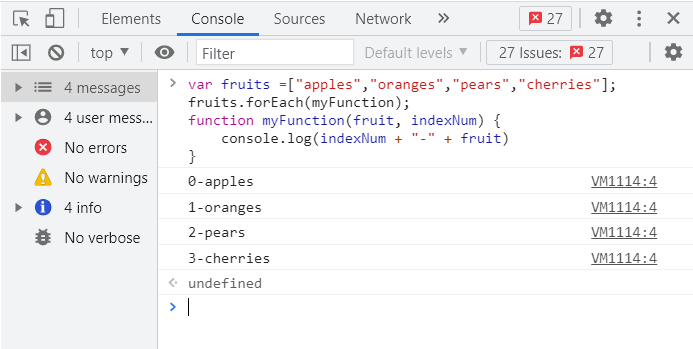 Elements Console Sources Network » 27
top ▼ Filter Default levels ▼ 27 Issues: 27
4 messages
4 user mess...
No errors
No warnings
4 info
No verbose
> var fruits =["apples","oranges","pears","cherries"];
fruits.forEach(myFunction);
function myFunction(fruit, indexNum) {
    console.log(indexNum + "-" + fruit)
}
0-apples VM1114:4
1-oranges VM1114:4
2-pears VM1114:4
3-cherries VM1114:4
undefined
>